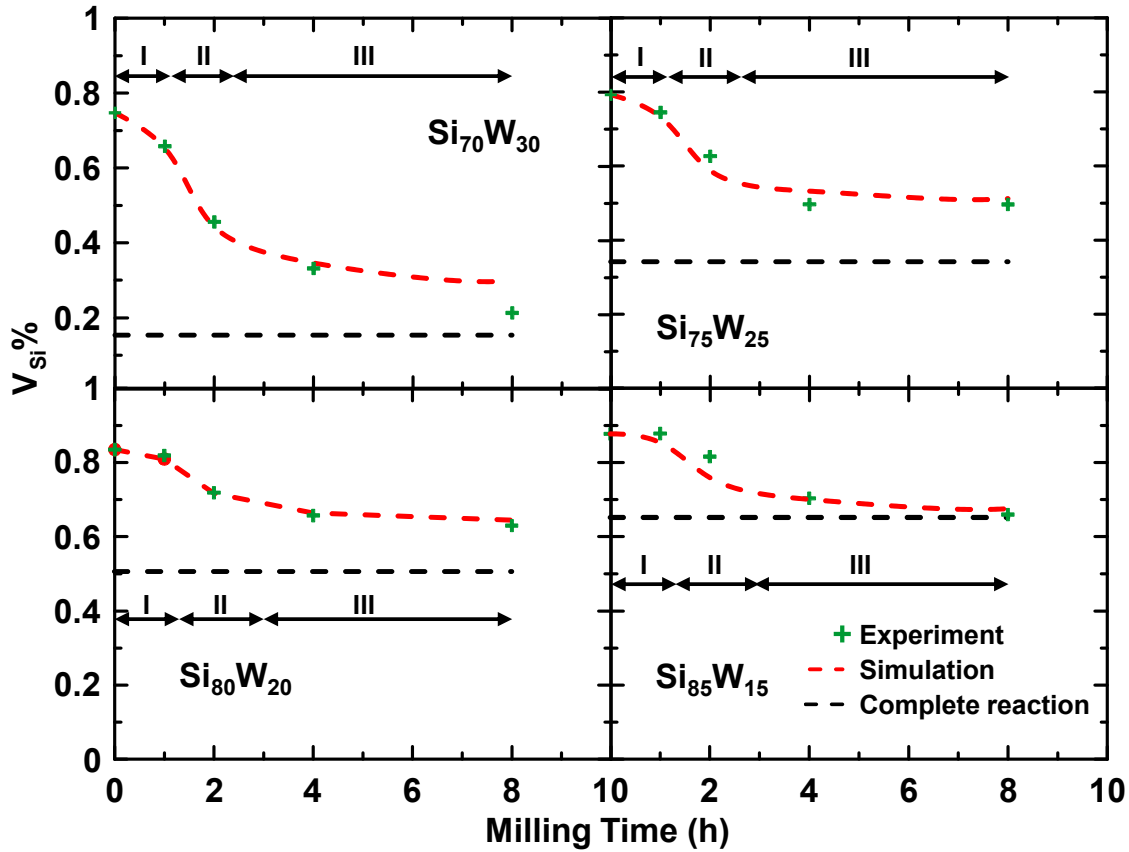 1
I II III
I II III
0.8
Si₇₀W₃₀
0.6
0.4
0.2
Si₇₅W₂₅
V_Si%
1
0.8
0.6
I II III
0.4
I II III
Experiment
Si₈₀W₂₀
Si₈₅W₁₅
Simulation
0.2
Complete reaction
0
0 2 4 6 8 10 2 4 6 8 10
Milling Time (h)